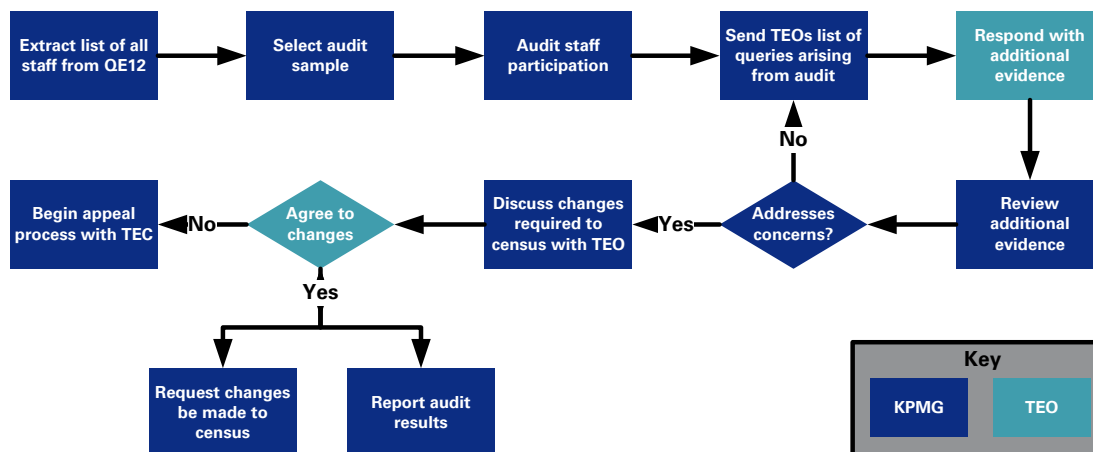 Extract list of all
staff from QE12
Select audit
sample
Audit staff
participation
Send TEOs list of
queries arising
from audit
Respond with
additional
evidence
No
Begin appeal
process with TEC
No
Agree to
changes
Discuss changes
required to
census with TEO
Yes
Addresses
concerns?
Review
additional
evidence
Yes
Request changes
be made to
census
Report audit
results
Key
KPMG
TEO